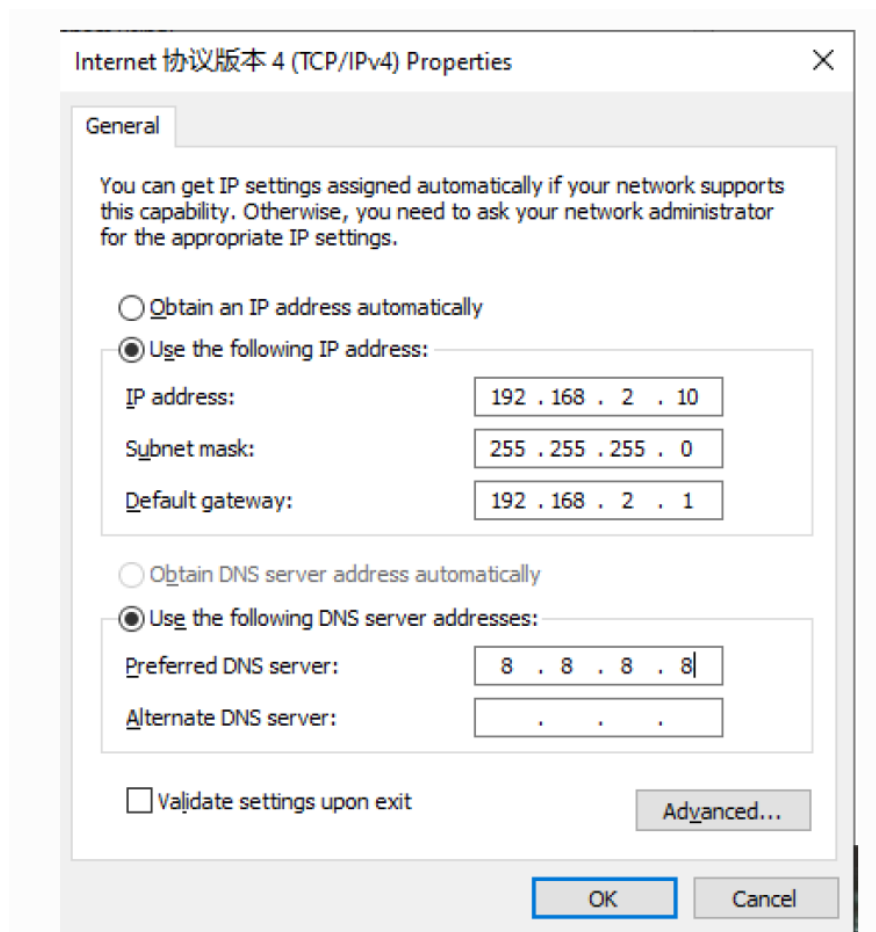 Internet 协议版本 4 (TCP/IPv4) Properties
General
You can get IP settings assigned automatically if your network supports
this capability. Otherwise, you need to ask your network administrator
for the appropriate IP settings.
Obtain an IP address automatically
Use the following IP address:
IP address: 192 . 168 . 2 . 10
Subnet mask: 255 . 255 . 255 . 0
Default gateway: 192 . 168 . 2 . 1
Obtain DNS server address automatically
Use the following DNS server addresses:
Preferred DNS server: 8 . 8 . 8 . 8
Alternate DNS server: . . .
Validate settings upon exit
Advanced...
OK Cancel